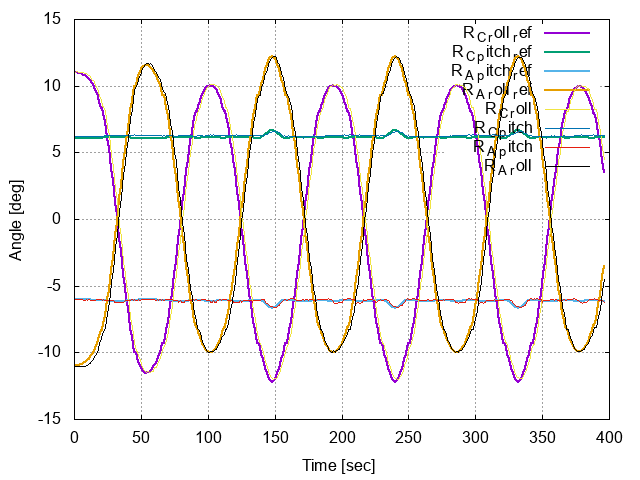 15
10
5
0
-5
-10
-15
Angle [deg]
R_Croll_ref
R_Cpitch_ref
R_Apitch_ref
R_Aroll_ref
R_Croll
R_Cpitch
R_Apitch
R_Aroll
0 50 100 150 200 250 300 350 400
Time [sec]